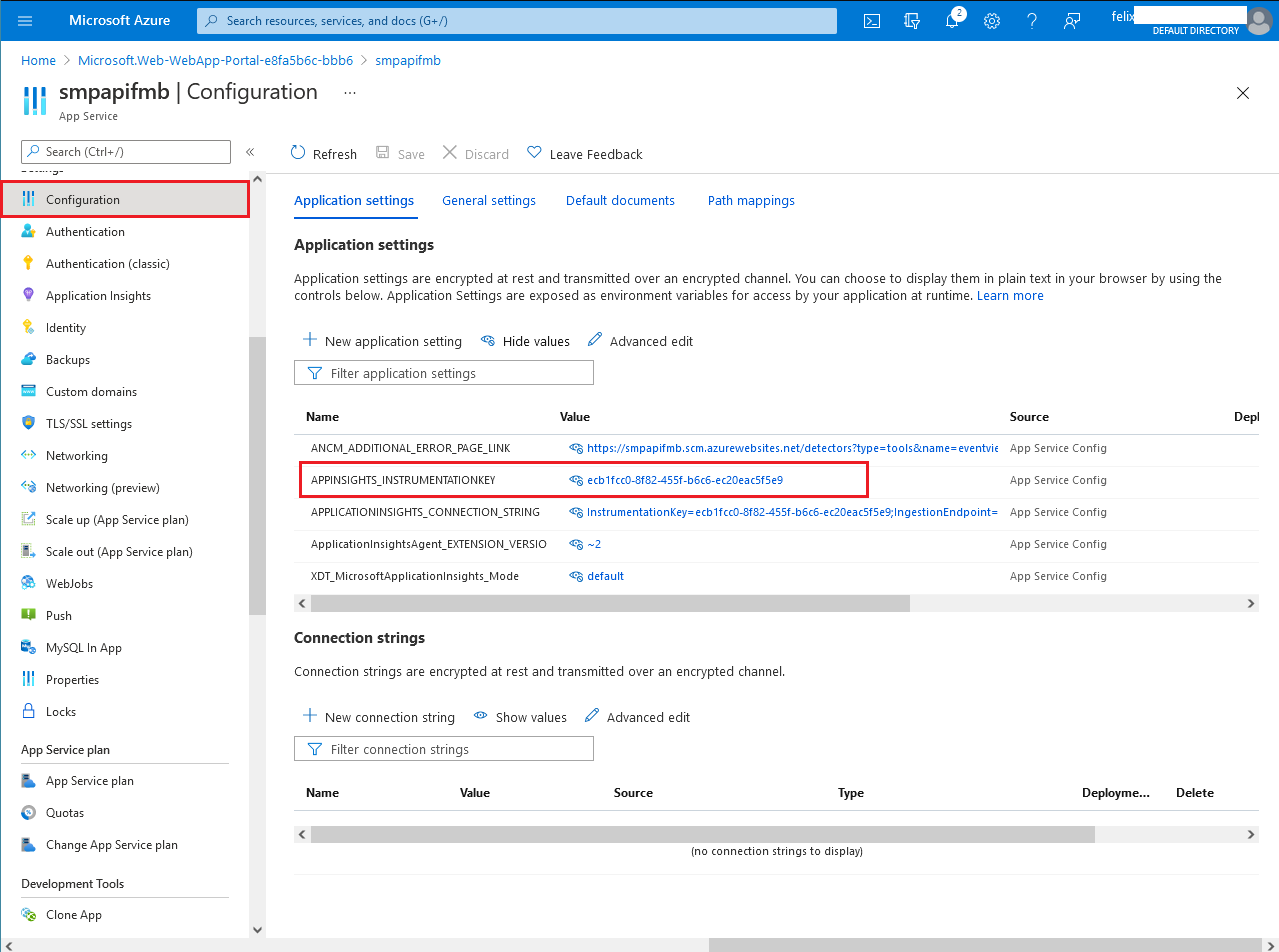 Microsoft Azure
Search resources, services, and docs (G+/)
2
felix
DEFAULT DIRECTORY
Home > Microsoft.Web-WebApp-Portal-e8fa5b6c-bbb6 > smpapifmb
smpapifmb | Configuration ...
App Service
Search (Ctrl+/)
«
Refresh
Save
Discard
Leave Feedback
Settings
Configuration
Authentication
Authentication (classic)
Application Insights
Identity
Backups
Custom domains
TLS/SSL settings
Networking
Networking (preview)
Scale up (App Service plan)
Scale out (App Service plan)
WebJobs
Push
MySQL In App
Properties
Locks
App Service plan
App Service plan
Quotas
Change App Service plan
Development Tools
Clone App
Application settings
General settings
Default documents
Path mappings
Application settings
Application settings are encrypted at rest and transmitted over an encrypted channel. You can choose to display them in plain text in your browser by using the
controls below. Application Settings are exposed as environment variables for access by your application at runtime. Learn more
New application setting
Hide values
Advanced edit
Filter application settings
Name Value Source Depl
ANCM_ADDITIONAL_ERROR_PAGE_LINK https://smpapifmb.scm.azurewebsites.net/detectors?type=tools&name=eventvie App Service Config
APPINSIGHTS_INSTRUMENTATIONKEY ecb1fcc0-8f82-455f-b6c6-ec20eac5f5e9 App Service Config
APPLICATIONINSIGHTS_CONNECTION_STRING InstrumentationKey=ecb1fcc0-8f82-455f-b6c6-ec20eac5f5e9;IngestionEndpoint= App Service Config
ApplicationInsightsAgent_EXTENSION_VERSIO ~2 App Service Config
XDT_MicrosoftApplicationInsights_Mode default App Service Config
Connection strings
Connection strings are encrypted at rest and transmitted over an encrypted channel.
New connection string
Show values
Advanced edit
Filter connection strings
Name Value Source Type Deployme... Delete
(no connection strings to display)